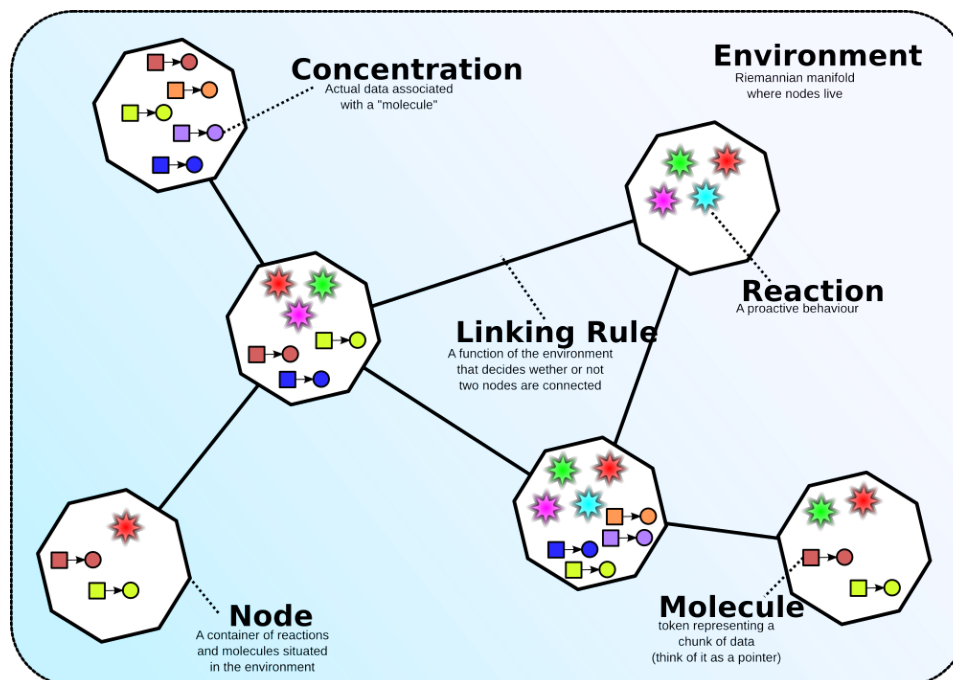 Concentration
Actual data associated
with a "molecule"
Environment
Riemannian manifold
where nodes live
Reaction
A proactive behaviour
Linking Rule
A function of the environment
that decides wether or not
two nodes are connected
Node
A container of reactions
and molecules situated
in the environment
Molecule
token representing a
chunk of data
(think of it as a pointer)